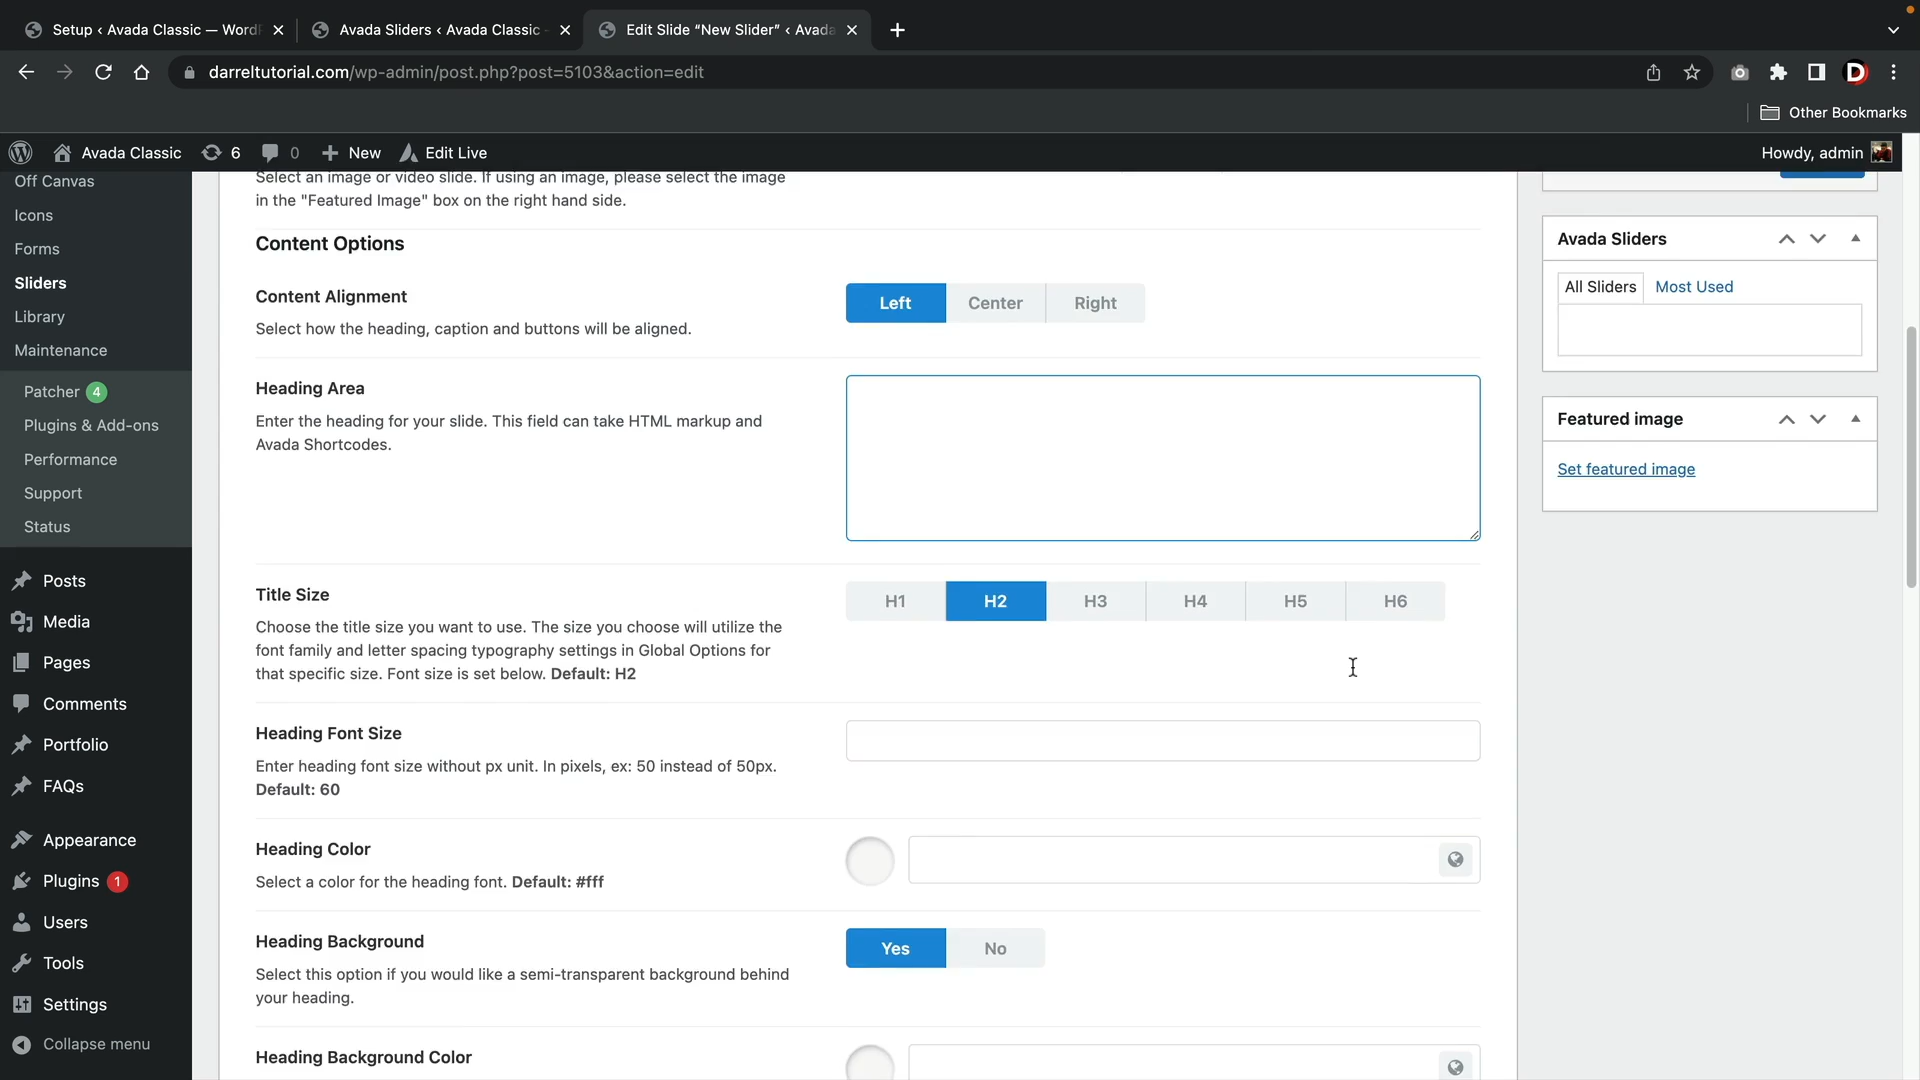 Setup ‹ Avada Classic — WordP
Avada Sliders ‹ Avada Classic
Edit Slide “New Slider” ‹ Avada
darreltutorial.com/wp-admin/post.php?post=5103&action=edit
Other Bookmarks
Avada Classic
6
0
New
Edit Live
Howdy, admin
Off Canvas
Icons
Forms
Sliders
Library
Maintenance
Patcher 4
Plugins & Add-ons
Performance
Support
Status
Posts
Media
Pages
Comments
Portfolio
FAQs
Appearance
Plugins 1
Users
Tools
Settings
Collapse menu
Select an image or video slide. If using an image, please select the image
in the "Featured Image" box on the right hand side.
Content Options
Content Alignment
Select how the heading, caption and buttons will be aligned.
Left
Center
Right
Heading Area
Enter the heading for your slide. This field can take HTML markup and
Avada Shortcodes.
Title Size
Choose the title size you want to use. The size you choose will utilize the
font family and letter spacing typography settings in Global Options for
that specific size. Font size is set below. Default: H2
H1
H2
H3
H4
H5
H6
Heading Font Size
Enter heading font size without px unit. In pixels, ex: 50 instead of 50px.
Default: 60
Heading Color
Select a color for the heading font. Default: #fff
Heading Background
Select this option if you would like a semi-transparent background behind
your heading.
Yes
No
Heading Background Color
Avada Sliders
All Sliders
Most Used
Featured image
Set featured image